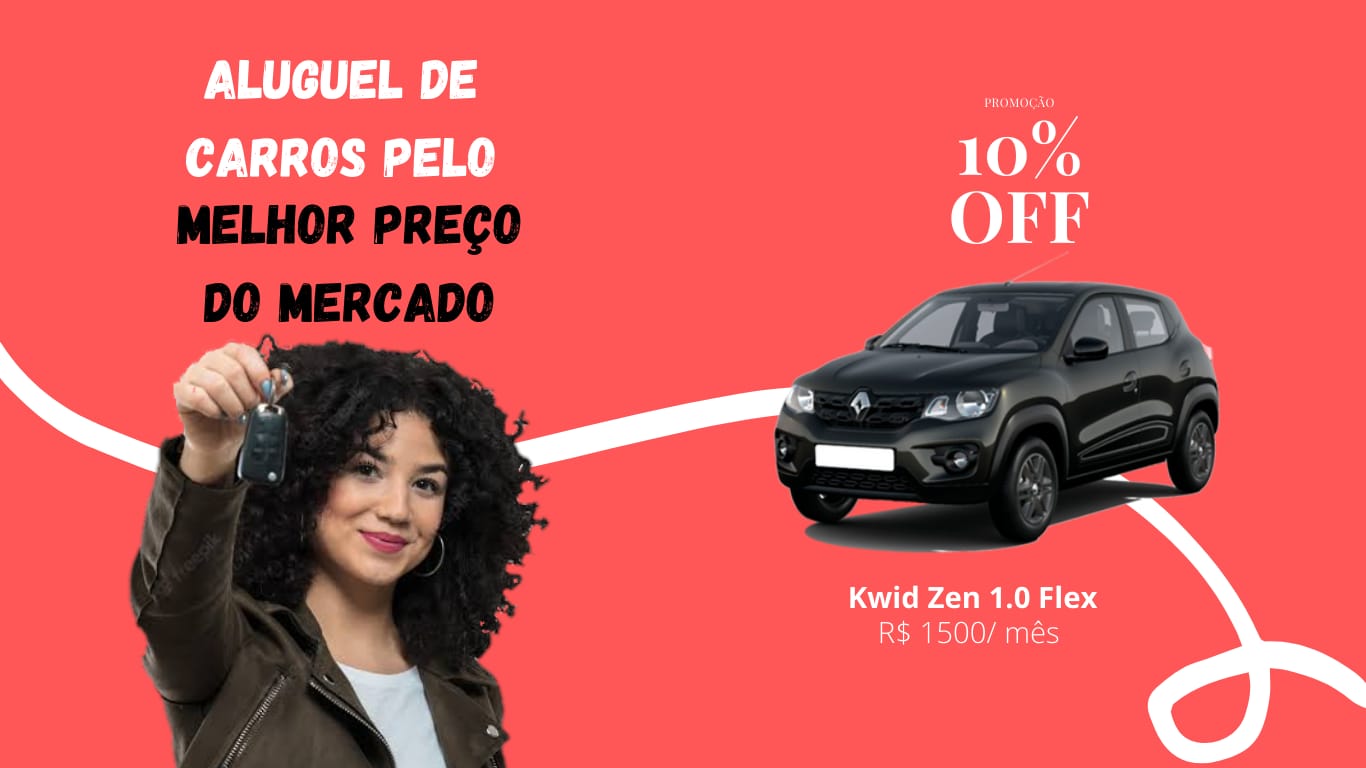 ALUGUEL DE
CARROS PELO
MELHOR PREÇO
DO MERCADO
PROMOÇÃO
10%
OFF
Kwid Zen 1.0 Flex
R$ 1500/ mês